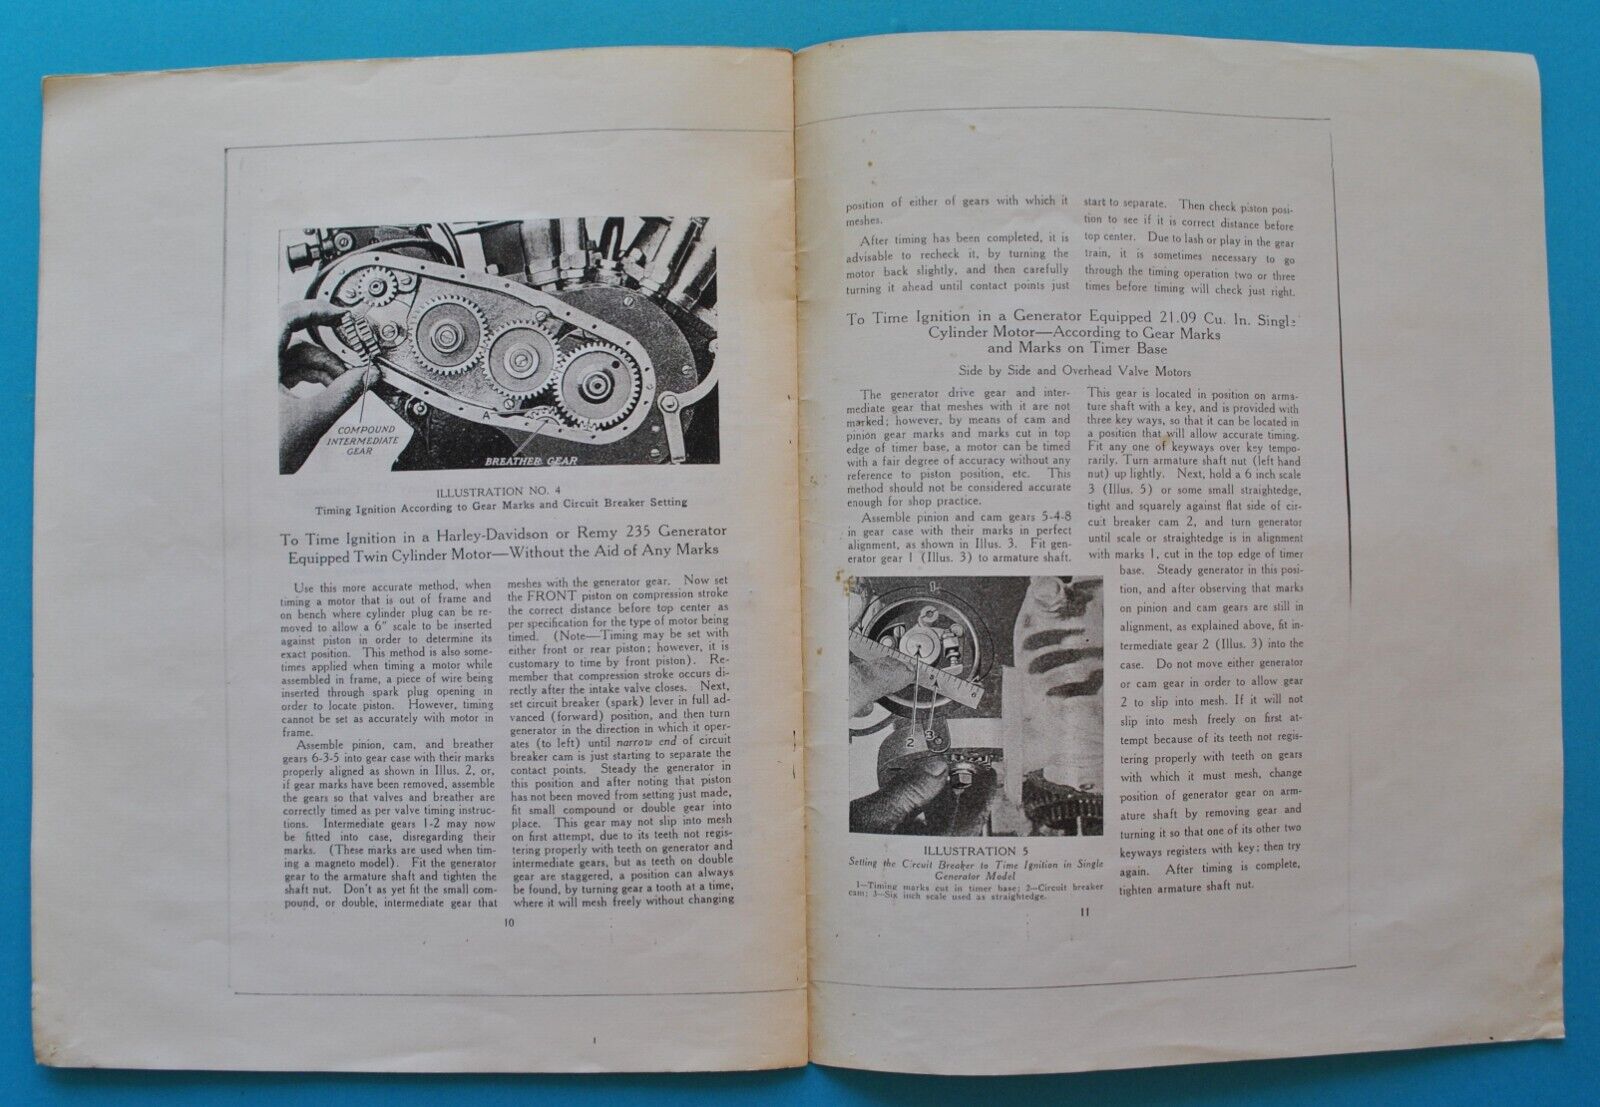 COMPOUND
INTERMEDIATE
GEAR
A
BREATHER GEAR
ILLUSTRATION NO. 4
Timing Ignition According to Gear Marks and Circuit Breaker Setting
To Time Ignition in a Harley-Davidson or Remy 235 Generator
Equipped Twin Cylinder Motor—Without the Aid of Any Marks
Use this more accurate method, when
timing a motor that is out of frame and
on bench where cylinder plug can be re-
moved to allow a 6" scale to be inserted
against piston in order to determine its
exact position. This method is also some-
times applied when timing a motor while
assembled in frame, a piece of wire being
inserted through spark plug opening in
order to locate piston. However, timing
cannot be set as accurately with motor in
frame.
Assemble pinion, cam, and breather
gears 6-3-5 into gear case with their marks
properly aligned as shown in Illus. 2, or,
if gear marks have been removed, assemble
the gears so that valves and breather are
correctly timed as per valve timing instruc-
tions. Intermediate gears 1-2 may now
be fitted into case, disregarding their
marks. (These marks are used when tim-
ing a magneto model). Fit the generator
gear to the armature shaft and tighten the
shaft nut. Don't as yet fit the small com-
pound, or double, intermediate gear that
meshes with the generator gear. Now set
the FRONT piston on compression stroke
the correct distance before top center as
per specification for the type of motor being
timed. (Note—Timing may be set with
either front or rear piston; however, it is
customary to time by front piston). Re-
member that compression stroke occurs di-
rectly after the intake valve closes. Next,
set circuit breaker (spark) lever in full ad-
vanced (forward) position, and then turn
generator in the direction in which it oper-
ates (to left) until narrow end of circuit
breaker cam is just starting to separate the
contact points. Steady the generator in
this position and after noting that piston
has not been moved from setting just made,
fit small compound or double gear into
place. This gear may not slip into mesh
on first attempt, due to its teeth not regis-
tering properly with teeth on generator and
intermediate gears, but as teeth on double
gear are staggered, a position can always
be found, by turning gear a tooth at a time,
where it will mesh freely without changing
10
position of either of gears with which it
meshes.
After timing has been completed, it is
advisable to recheck it, by turning the
motor back slightly, and then carefully
turning it ahead until contact points just
start to separate. Then check piston posi-
tion to see if it is correct distance before
top center. Due to lash or play in the gear
train, it is sometimes necessary to go
through the timing operation two or three
times before timing will check just right.
To Time Ignition in a Generator Equipped 21.09 Cu. In. Single
Cylinder Motor—According to Gear Marks
and Marks on Timer Base
Side by Side and Overhead Valve Motors
The generator drive gear and inter-
mediate gear that meshes with it are not
marked; however, by means of cam and
pinion gear marks and marks cut in top
edge of timer base, a motor can be timed
with a fair degree of accuracy without any
reference to piston position, etc. This
method should not be considered accurate
enough for shop practice.
Assemble pinion and cam gears 5-4-8
in gear case with their marks in perfect
alignment, as shown in Illus. 3. Fit gen-
erator gear 1 (Illus. 3) to armature shaft.
1
5
6
2
3
ILLUSTRATION 5
Setting the Circuit Breaker to Time Ignition in Single
Generator Model
1—Timing marks cut in timer base; 2—Circuit breaker
cam; 3—Six inch scale used as straightedge.
This gear is located in position on arma-
ture shaft with a key, and is provided with
three key ways, so that it can be located in
a position that will allow accurate timing.
Fit any one of keyways over key tempo-
rarily. Turn armature shaft nut (left hand
nut) up lightly. Next, hold a 6 inch scale
3 (Illus. 5) or some small straightedge,
tight and squarely against flat side of cir-
cuit breaker cam 2, and turn generator
until scale or straightedge is in alignment
with marks 1, cut in the top edge of timer
base. Steady generator in this posi-
tion, and after observing that marks
on pinion and cam gears are still in
alignment, as explained above, fit in-
termediate gear 2 (Illus. 3) into the
case. Do not move either generator
or cam gear in order to allow gear
2 to slip into mesh. If it will not
slip into mesh freely on first at-
tempt because of its teeth not regis-
tering properly with teeth on gears
with which it must mesh, change
position of generator gear on arm-
ature shaft by removing gear and
turning it so that one of its other two
keyways registers with key; then try
again. After timing is complete,
tighten armature shaft nut.
11